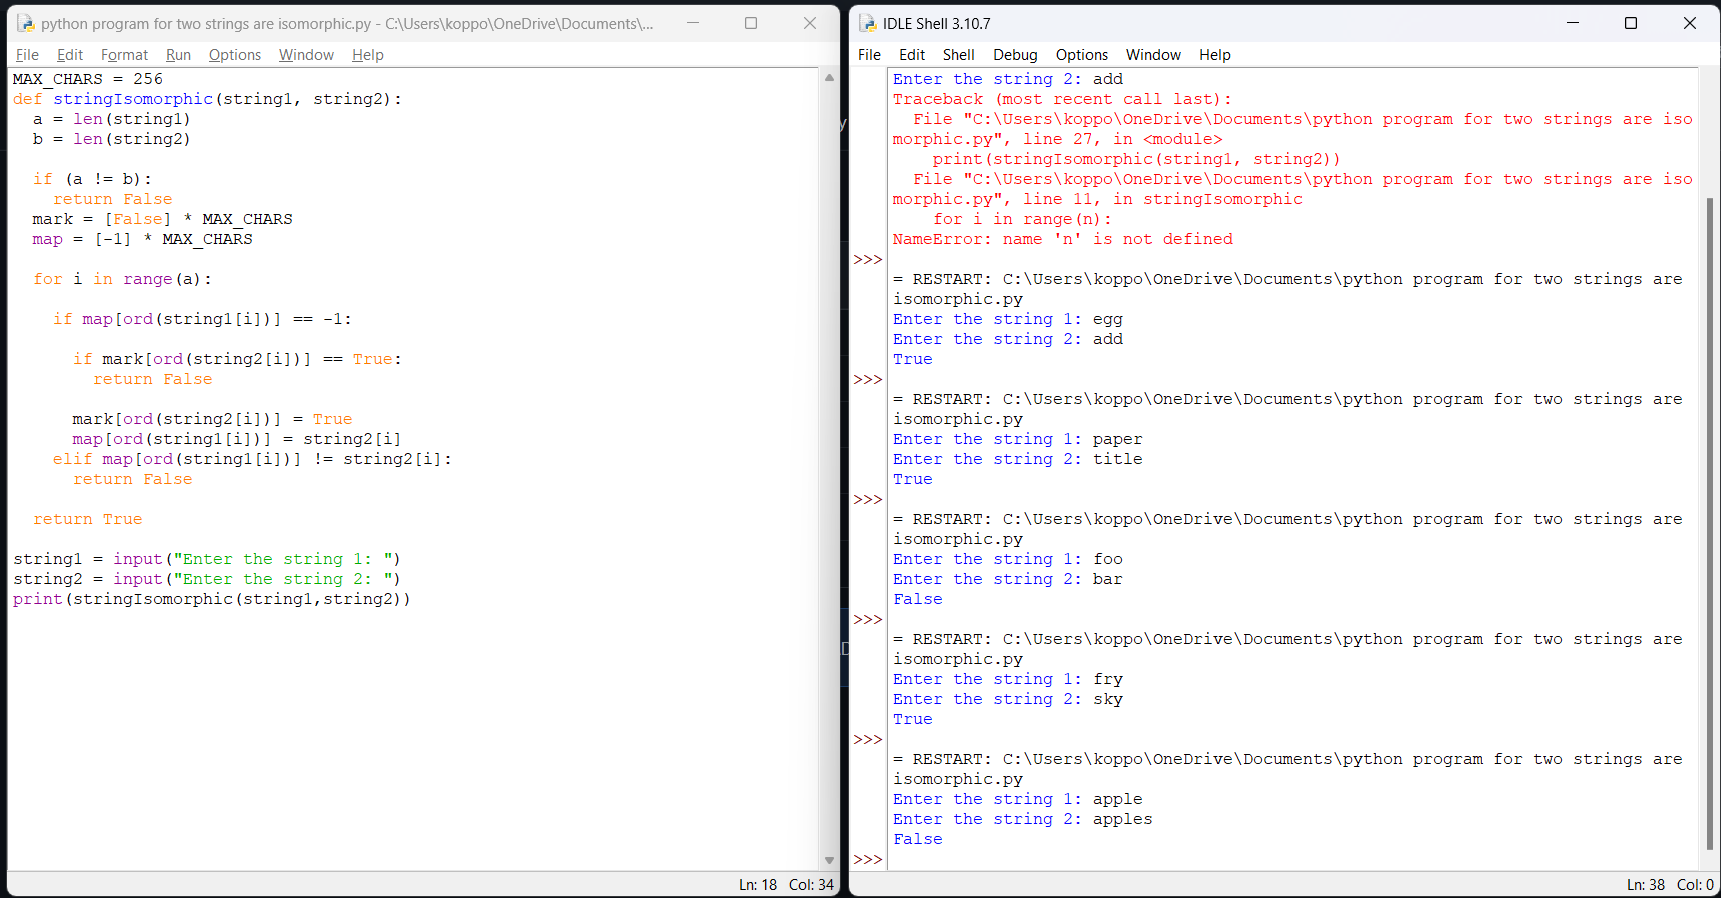 python program for two strings are isomorphic.py - C:\Users\koppo\OneDrive\Documents\...
File Edit Format Run Options Window Help
MAX_CHARS = 256
def stringIsomorphic(string1, string2):
  a = len(string1)
  b = len(string2)
  if (a != b):
    return False
  mark = [False] * MAX_CHARS
  map = [-1] * MAX_CHARS
  for i in range(a):
    if map[ord(string1[i])] == -1:
      if mark[ord(string2[i])] == True:
        return False
      mark[ord(string2[i])] = True
      map[ord(string1[i])] = string2[i]
    elif map[ord(string1[i])] != string2[i]:
      return False
  return True
string1 = input("Enter the string 1: ")
string2 = input("Enter the string 2: ")
print(stringIsomorphic(string1,string2))
Ln: 18 Col: 34
IDLE Shell 3.10.7
File Edit Shell Debug Options Window Help
Enter the string 2: add
Traceback (most recent call last):
  File "C:\Users\koppo\OneDrive\Documents\python program for two strings are iso
morphic.py", line 27, in <module>
    print(stringIsomorphic(string1, string2))
  File "C:\Users\koppo\OneDrive\Documents\python program for two strings are iso
morphic.py", line 11, in stringIsomorphic
    for i in range(n):
NameError: name 'n' is not defined
>>>
= RESTART: C:\Users\koppo\OneDrive\Documents\python program for two strings are
isomorphic.py
Enter the string 1: egg
Enter the string 2: add
True
>>>
= RESTART: C:\Users\koppo\OneDrive\Documents\python program for two strings are
isomorphic.py
Enter the string 1: paper
Enter the string 2: title
True
>>>
= RESTART: C:\Users\koppo\OneDrive\Documents\python program for two strings are
isomorphic.py
Enter the string 1: foo
Enter the string 2: bar
False
>>>
= RESTART: C:\Users\koppo\OneDrive\Documents\python program for two strings are
isomorphic.py
Enter the string 1: fry
Enter the string 2: sky
True
>>>
= RESTART: C:\Users\koppo\OneDrive\Documents\python program for two strings are
isomorphic.py
Enter the string 1: apple
Enter the string 2: apples
False
>>>
Ln: 38 Col: 0